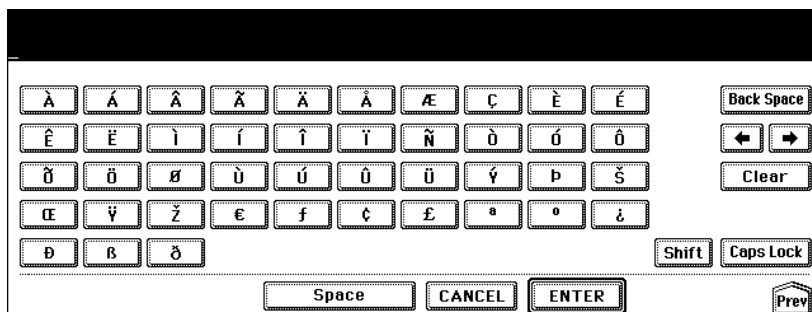 À Á Â Ã Ä Å Æ Ç È É Back Space
Ê Ë Ì Í Î Ï Ñ Ò Ó Ô ← →
Õ Ö Ø Ù Ú Û Ü Ý Þ Š Clear
Œ Ÿ Ž € ƒ ¢ £ ª º ¿
Ð ß ð Shift Caps Lock
Space CANCEL ENTER Prev